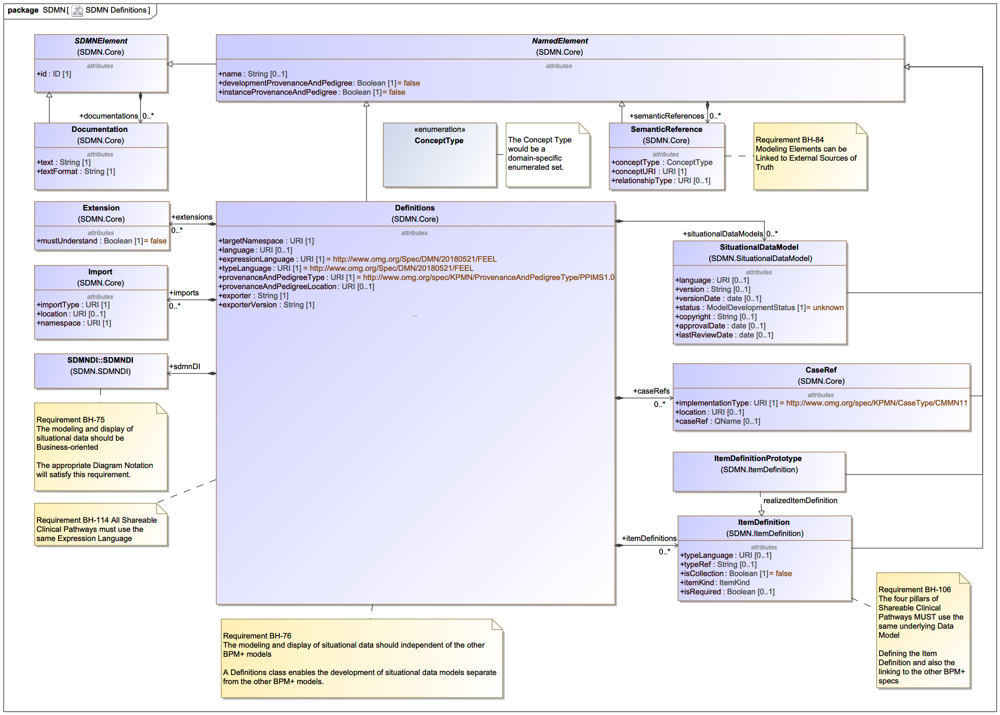 package SDMN[ SDMN Definitions]
SDMNElement
(SDMN.Core)
attributes
+id : ID [1]
NamedElement
(SDMN.Core)
attributes
+name : String [0..1]
+developmentProvenanceAndPedigree : Boolean [1]= false
+instanceProvenanceAndPedigree : Boolean [1]= false
+documentations 0..*
Documentation
(SDMN.Core)
attributes
+text : String [1]
+textFormat : String [1]
«enumeration»
ConceptType
The Concept Type
would be a
domain-specific
enumerated set.
+semanticReferences 0..*
SemanticReference
(SDMN.Core)
attributes
+conceptType : ConceptType
+conceptURI : URI [1]
+relationshipType : URI [0..1]
Requirement BH-84
Modeling Elements can be
Linked to External Sources of
Truth
Extension
(SDMN.Core)
attributes
+mustUnderstand : Boolean [1]= false
+extensions
0..*
Import
(SDMN.Core)
attributes
+importType : URI [1]
+location : URI [0..1]
+namespace : URI [1]
+imports
0..*
SDMNDI::SDMNDI
(SDMN.SDMNDI)
+sdmnDI
Requirement BH-75
The modeling and display of
situational data should be
Business-oriented
The appropriate Diagram Notation
will satisfy this requirement.
Requirement BH-114 All Shareable
Clinical Pathways must use the
same Expression Language
Definitions
(SDMN.Core)
attributes
+targetNamespace : URI [1]
+language : URI [0..1]
+expressionLanguage : URI [1] = http://www.omg.org/Spec/DMN/20180521/FEEL
+typeLanguage : URI [1] = http://www.omg.org/Spec/DMN/20180521/FEEL
+provenanceAndPedigreeType : URI [1] = http://www.omg.org/spec/KPMN/ProvenanceAndPedigreeType/PPIMS1.0
+provenanceAndPedigreeLocation : URI [0..1]
+exporter : String [1]
+exporterVersion : String [1]
...
+situationalDataModels 0..*
SituationalDataModel
(SDMN.SituationalDataModel)
attributes
+language : URI [0..1]
+version : String [0..1]
+versionDate : date [0..1]
+status : ModelDevelopmentStatus [1]= unknown
+copyright : String [0..1]
+approvalDate : date [0..1]
+lastReviewDate : date [0..1]
+caseRefs
0..*
CaseRef
(SDMN.Core)
attributes
+implementationType : URI [1] = http://www.omg.org/spec/KPMN/CaseType/CMMN11
+location : URI [0..1]
+caseRef : QName [0..1]
ItemDefinitionPrototype
(SDMN.ItemDefinition)
realizedItemDefinition
+itemDefinitions
0..*
ItemDefinition
(SDMN.ItemDefinition)
attributes
+typeLanguage : URI [0..1]
+typeRef : String [0..1]
+isCollection : Boolean [1]= false
+itemKind : ItemKind
+isRequired : Boolean [0..1]
Requirement BH-106
The four pillars of
Shareable Clinical
Pathways MUST use the
same underlying Data
Model
Defining the Item
Definition and also the
linking to the other BPM+
specs
Requirement BH-76
The modeling and display of situational data should independent of the other
BPM+ models
A Definitions class enables the development of situational data models separate
from the other BPM+ models.